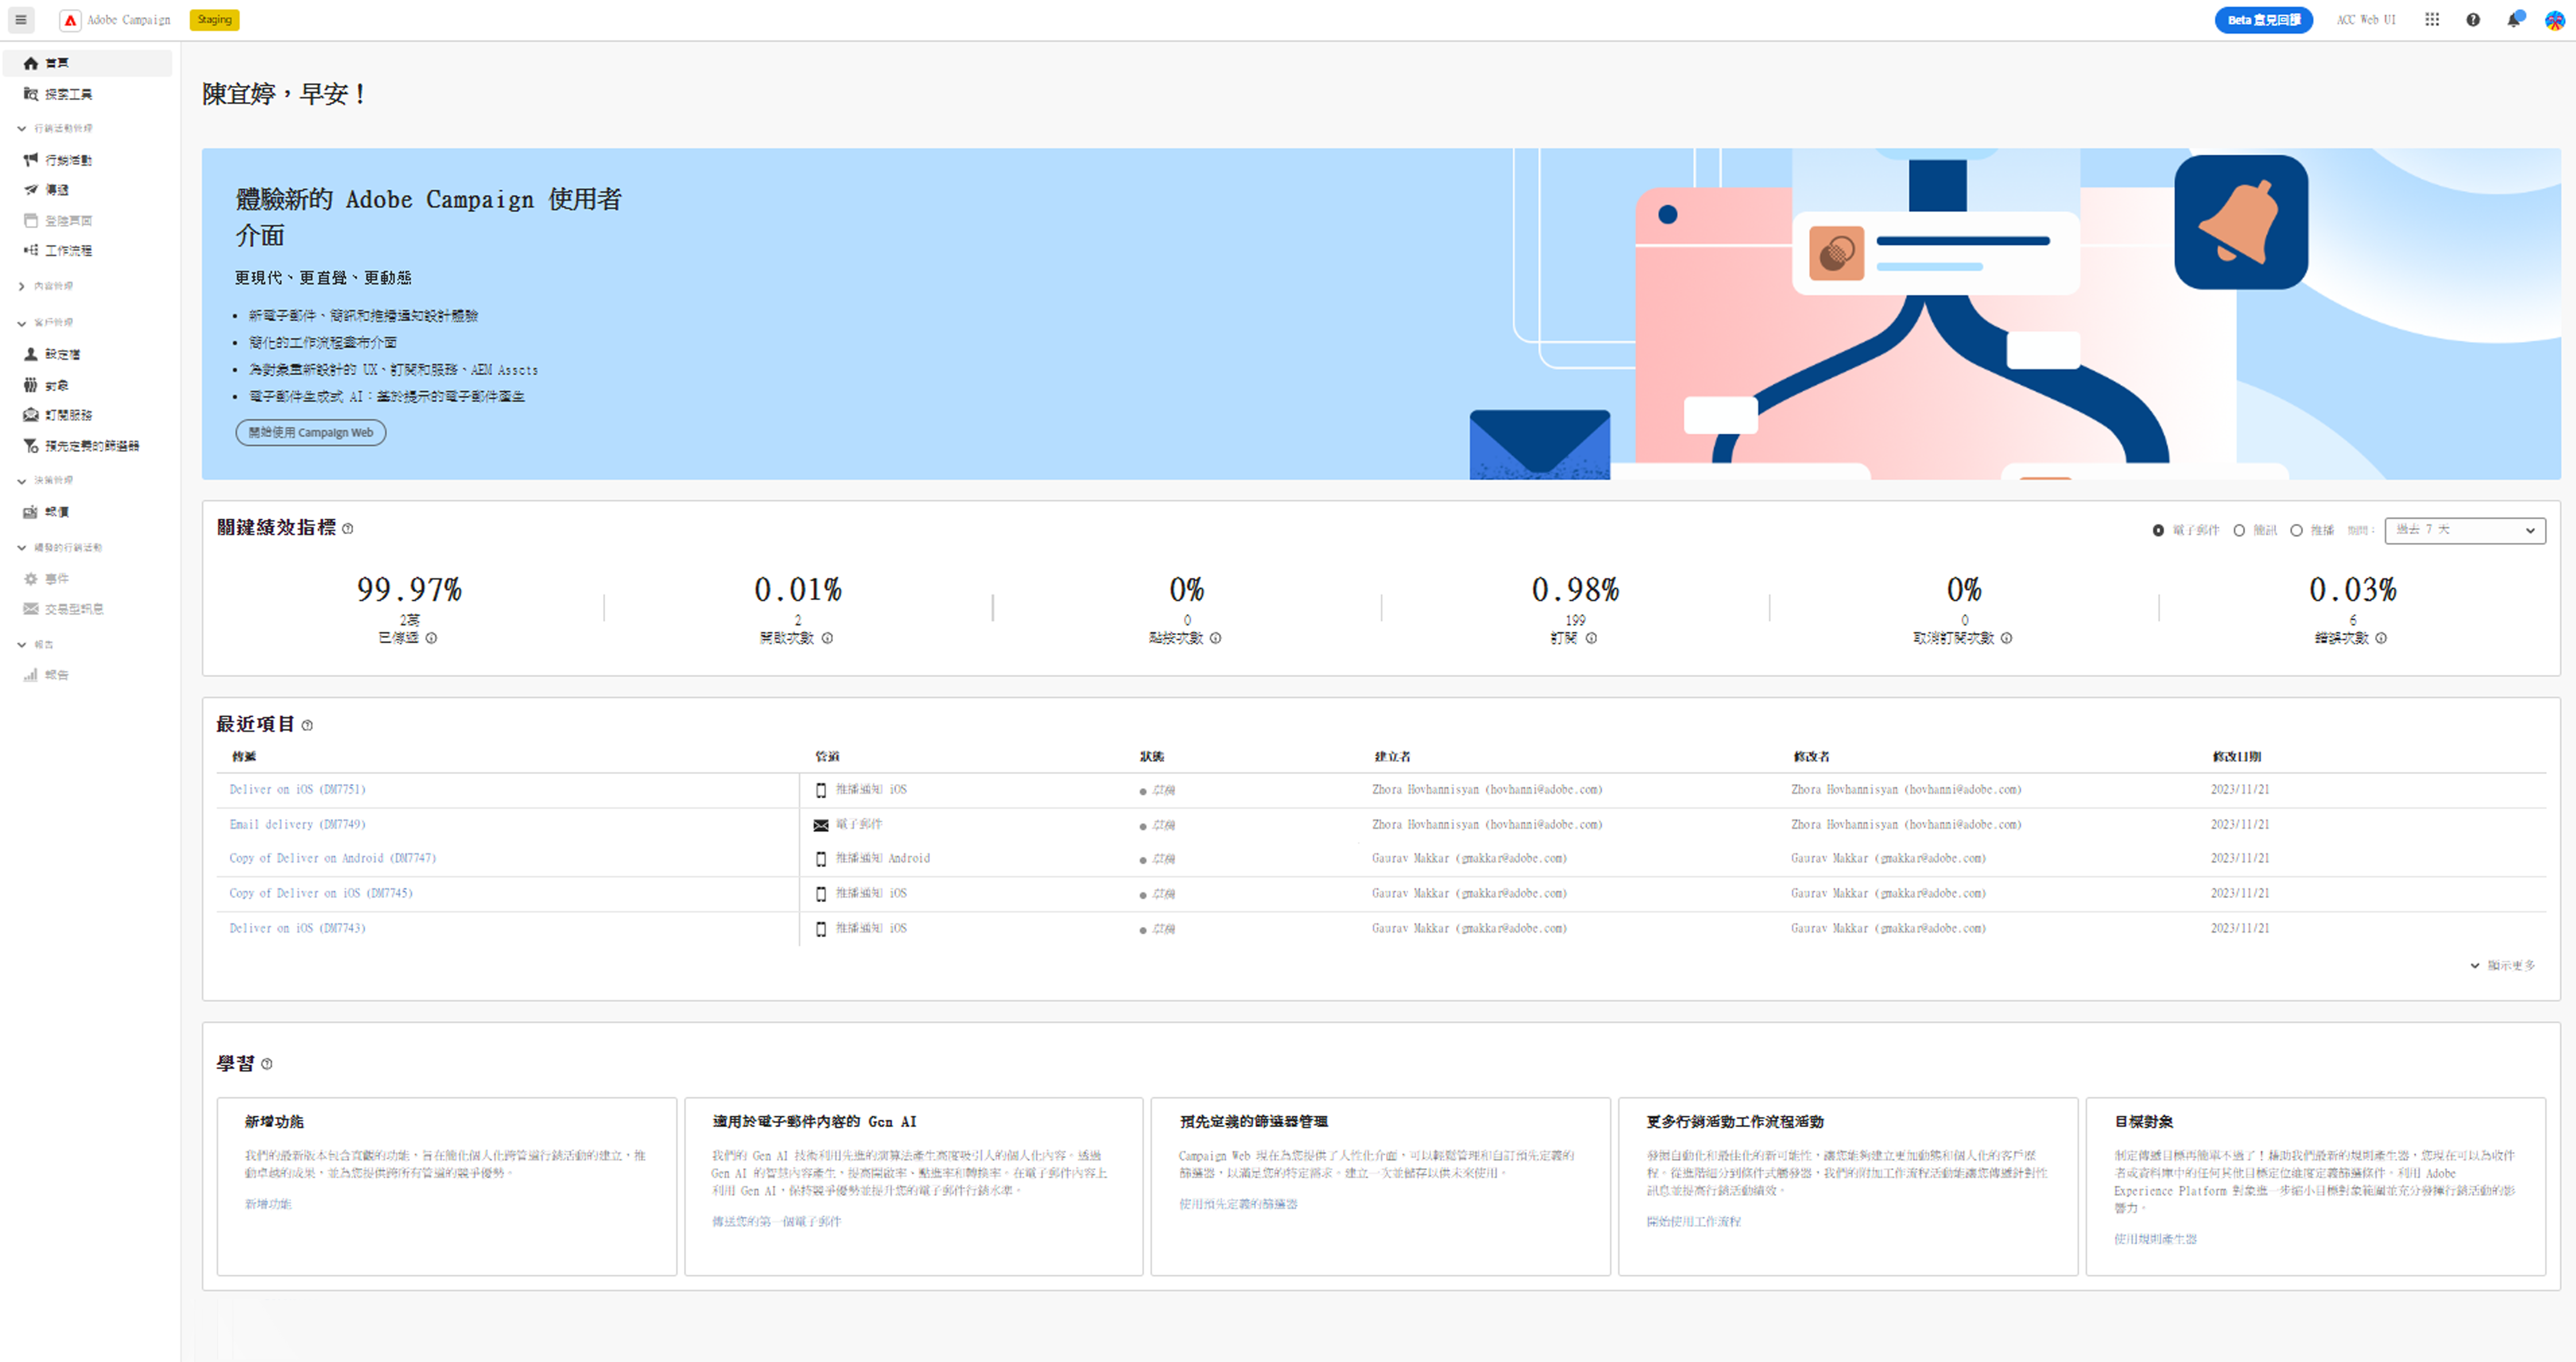 Adobe Campaign
Staging
Beta 意見回饋
ACC Web UI
首頁
探索工具
行銷活動管理
行銷活動
傳遞
登陸頁面
工作流程
內容管理
客戶管理
設定檔
對象
訂閱服務
預先定義的篩選器
決策管理
報價
觸發的行銷活動
事件
交易型訊息
報告
報告
陳宜婷，早安！
體驗新的 Adobe Campaign 使用者
介面
更現代、更直覺、更動態
• 新電子郵件、簡訊和推播通知設計體驗
• 簡化的工作流程畫布介面
• 為對象重新設計的 UX、訂閱和服務、AEM Assets
• 電子郵件生成式 AI：基於提示的電子郵件產生
開始使用 Campaign Web
關鍵績效指標
電子郵件 簡訊 推播 期間： 過去 7 天
99.97% 0.01% 0% 0.98% 0% 0.03%
2萬 2 0 199 0 6
已傳遞 開啟次數 點按次數 訂閱 取消訂閱次數 錯誤次數
最近項目
傳遞 管道 狀態 建立者 修改者 修改日期
Deliver on iOS (DM7751) 推播通知 iOS 草稿 Zhora Hovhannisyan (hovhanni@adobe.com) Zhora Hovhannisyan (hovhanni@adobe.com) 2023/11/21
Email delivery (DM7749) 電子郵件 草稿 Zhora Hovhannisyan (hovhanni@adobe.com) Zhora Hovhannisyan (hovhanni@adobe.com) 2023/11/21
Copy of Deliver on Android (DM7747) 推播通知 Android 草稿 Gaurav Makkar (gmakkar@adobe.com) Gaurav Makkar (gmakkar@adobe.com) 2023/11/21
Copy of Deliver on iOS (DM7745) 推播通知 iOS 草稿 Gaurav Makkar (gmakkar@adobe.com) Gaurav Makkar (gmakkar@adobe.com) 2023/11/21
Deliver on iOS (DM7743) 推播通知 iOS 草稿 Gaurav Makkar (gmakkar@adobe.com) Gaurav Makkar (gmakkar@adobe.com) 2023/11/21
顯示更多
學習
新增功能
我們的最新版本包含直觀的功能，旨在簡化個人化跨管道行銷活動的建立，推
動卓越的成果，並為您提供跨所有管道的競爭優勢。
新增功能
適用於電子郵件內容的 Gen AI
我們的 Gen AI 技術利用先進的演算法產生高度吸引人的個人化內容。透過
Gen AI 的智慧內容產生，提高開啟率、點進率和轉換率。在電子郵件內容上
利用 Gen AI，保持競爭優勢並提升您的電子郵件行銷水準。
傳送您的第一個電子郵件
預先定義的篩選器管理
Campaign Web 現在為您提供了人性化介面，可以輕鬆管理和自訂預先定義的
篩選器，以滿足您的特定需求。建立一次並儲存以供未來使用。
使用預先定義的篩選器
更多行銷活動工作流程活動
發掘自動化和最佳化的新可能性，讓您能夠建立更加動態和個人化的客戶歷
程。從進階細分到條件式觸發器，我們的附加工作流程活動能讓您傳遞針對性
訊息並提高行銷活動績效。
開始使用工作流程
目標對象
制定傳遞目標再簡單不過了！藉助我們最新的規則產生器，您現在可以為收件
者或資料庫中的任何其他目標定位維度定義篩選條件。利用 Adobe
Experience Platform 對象進一步縮小目標對象範圍並充分發揮行銷活動的影
響力。
使用規則產生器